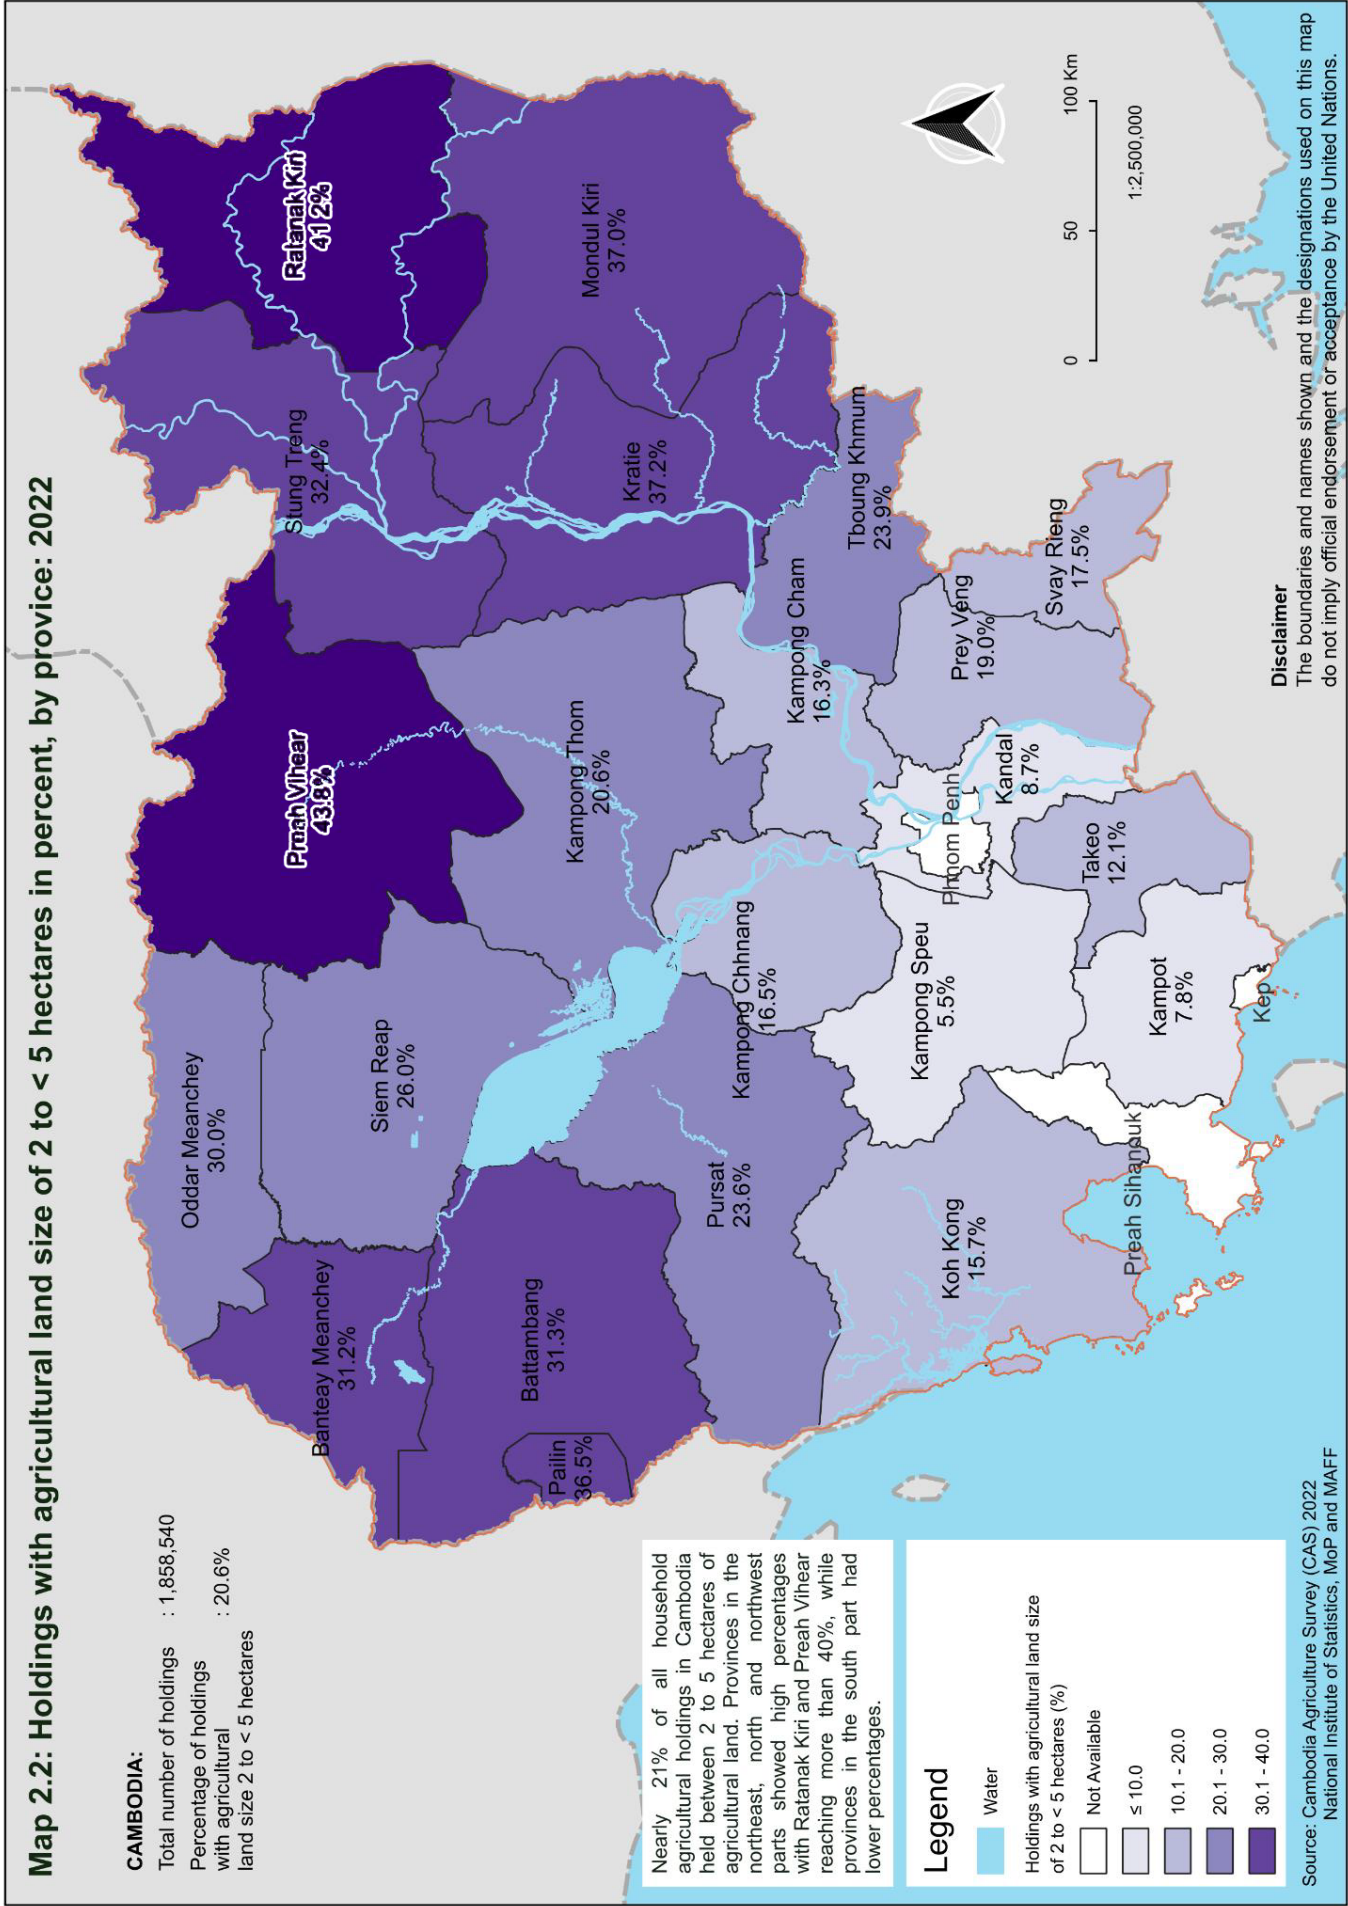 Map 2.2: Holdings with agricultural land size of 2 to < 5 hectares in percent, by provice: 2022
CAMBODIA:
Total number of holdings : 1,858,540
Percentage of holdings
with agricultural : 20.6%
land size 2 to < 5 hectares
Oddar Meanchey
30.0%
Banteay Meanchey
31.2%
Preah Vihear
43.8%
Stung Treng
32.4%
Ratanak Kiri
41.2%
Siem Reap
26.0%
Battambang
31.3%
Pailin
36.5%
Kampong Thom
20.6%
Kratie
37.2%
Mondul Kiri
37.0%
Pursat
23.6%
Kampong Chhnang
16.5%
Kampong Cham
16.3%
Tboung Khmum
23.9%
Koh Kong
15.7%
Kampong Speu
5.5%
Phnom Penh
Kandal
8.7%
Prey Veng
19.0%
Svay Rieng
17.5%
Takeo
12.1%
Preah Sihanouk
Kampot
7.8%
Kep
Nearly 21% of all household
agricultural holdings in Cambodia
held between 2 to 5 hectares of
agricultural land. Provinces in the
northeast, north and northwest
parts showed high percentages
with Ratanak Kiri and Preah Vihear
reaching more than 40%, while
provinces in the south part had
lower percentages.
Legend
Water
Holdings with agricultural land size
of 2 to < 5 hectares (%)
Not Available
≤ 10.0
10.1 - 20.0
20.1 - 30.0
30.1 - 40.0
0 50 100 Km
1:2,500,000
Source: Cambodia Agriculture Survey (CAS) 2022
National Institute of Statistics, MoP and MAFF
Disclaimer
The boundaries and names shown and the designations used on this map
do not imply official endorsement or acceptance by the United Nations.